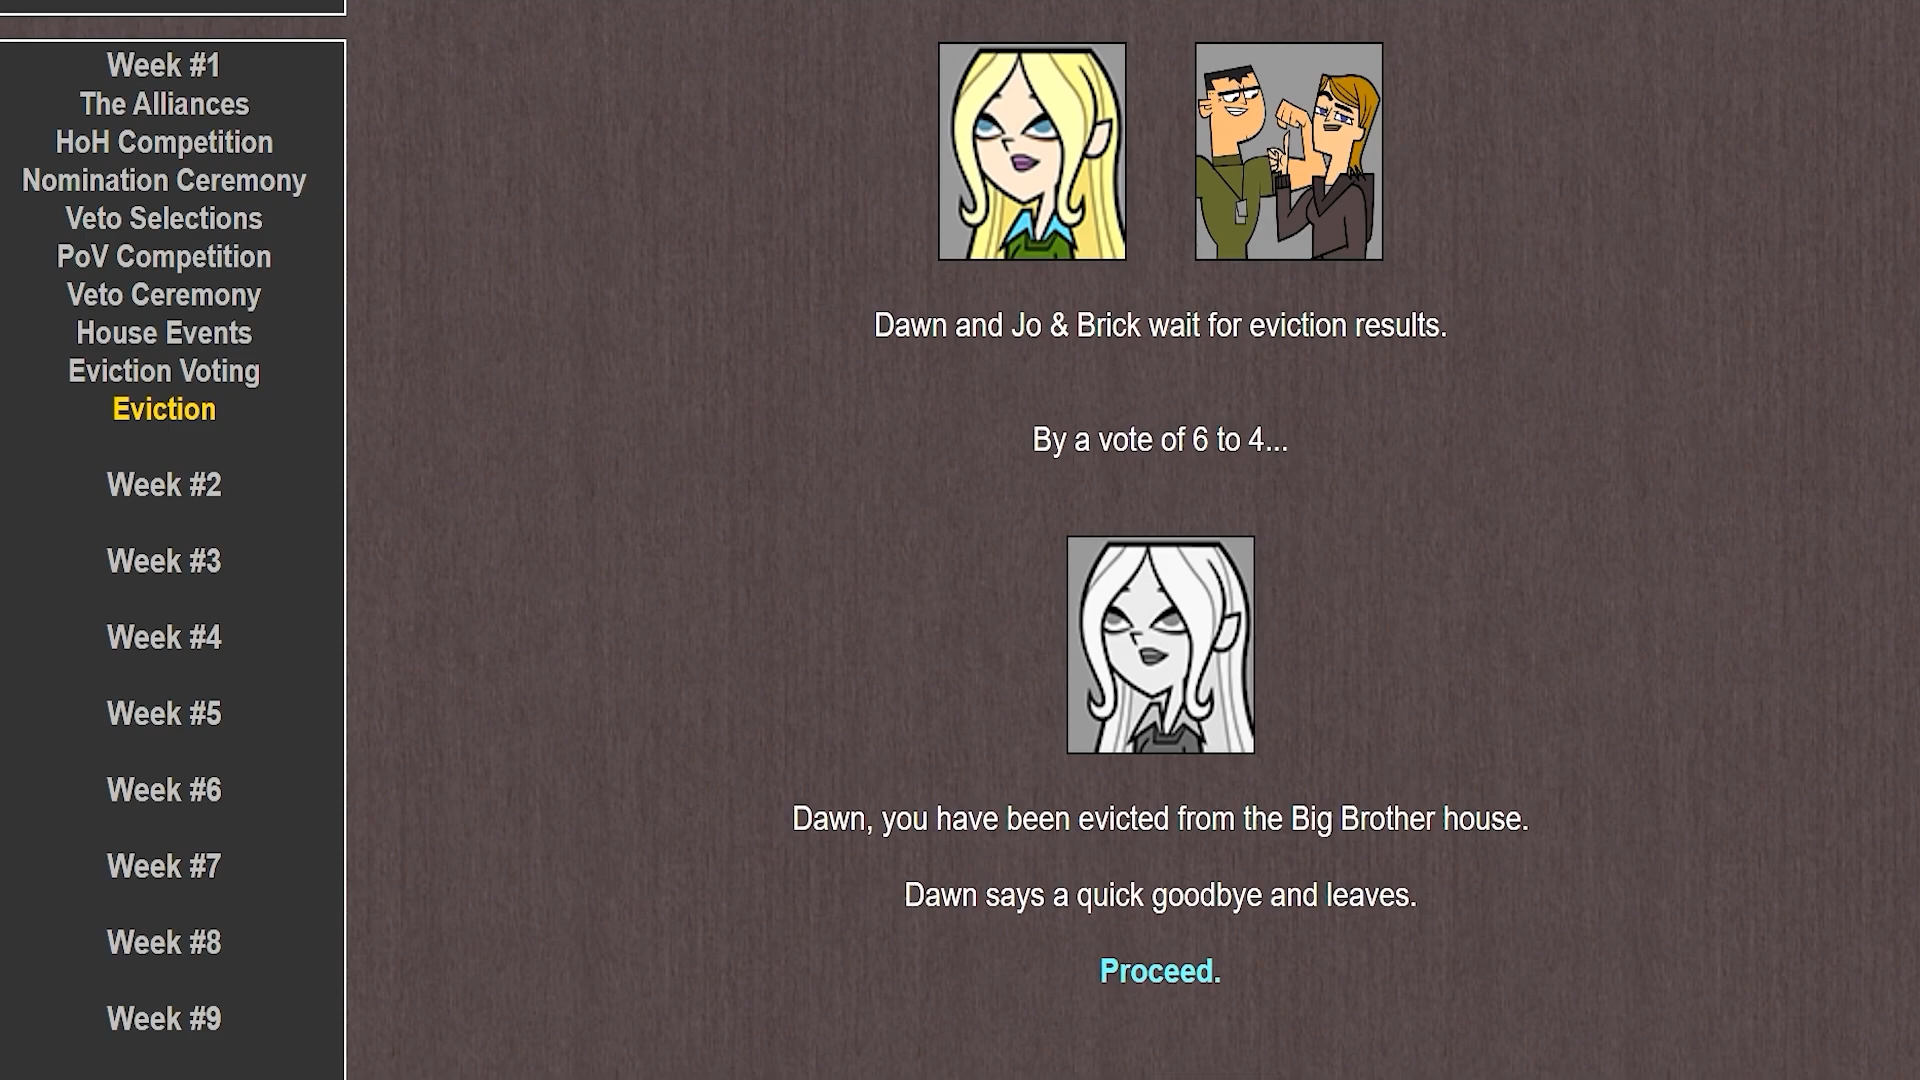 Week #1
The Alliances
HoH Competition
Nomination Ceremony
Veto Selections
PoV Competition
Veto Ceremony
House Events
Eviction Voting
Eviction
Week #2
Week #3
Week #4
Week #5
Week #6
Week #7
Week #8
Week #9
Dawn and Jo & Brick wait for eviction results.
By a vote of 6 to 4...
Dawn, you have been evicted from the Big Brother house.
Dawn says a quick goodbye and leaves.
Proceed.